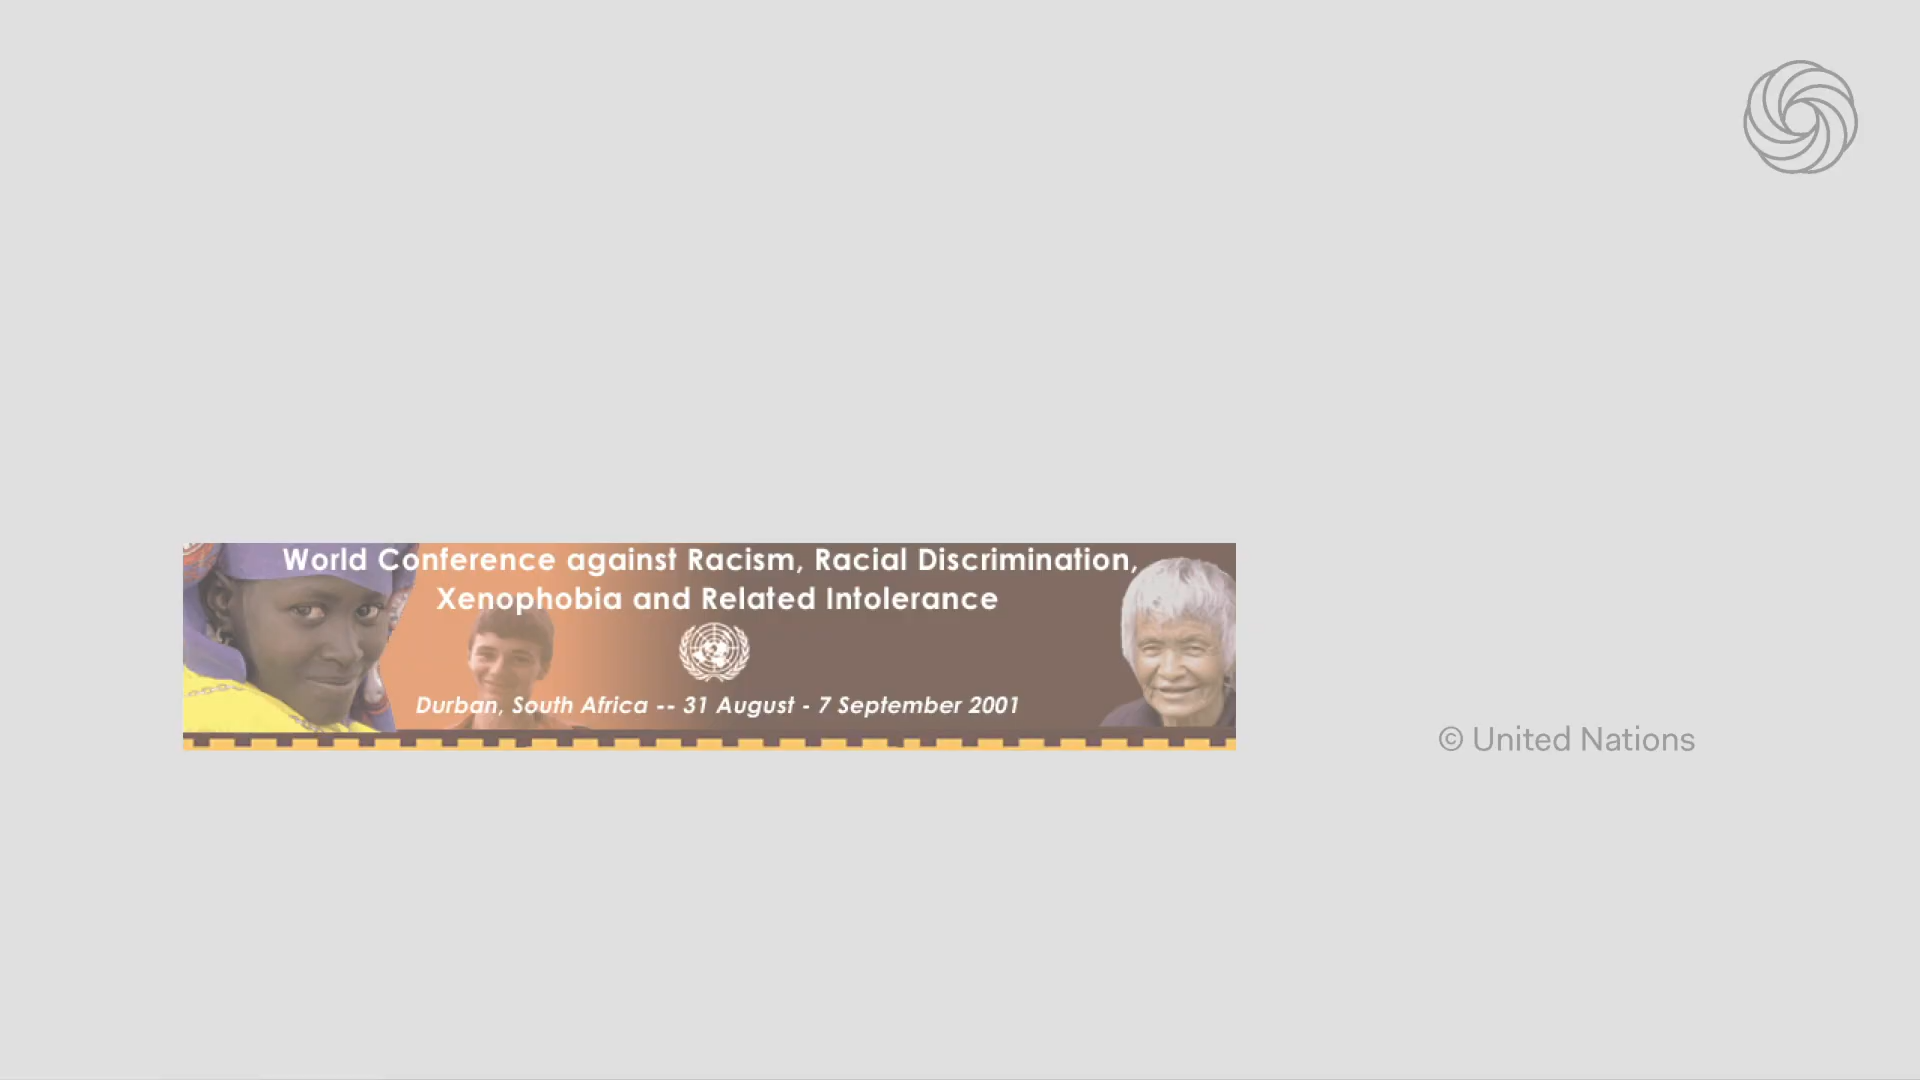 World Conference against Racism, Racial Discrimination,
Xenophobia and Related Intolerance
Durban, South Africa -- 31 August - 7 September 2001
© United Nations